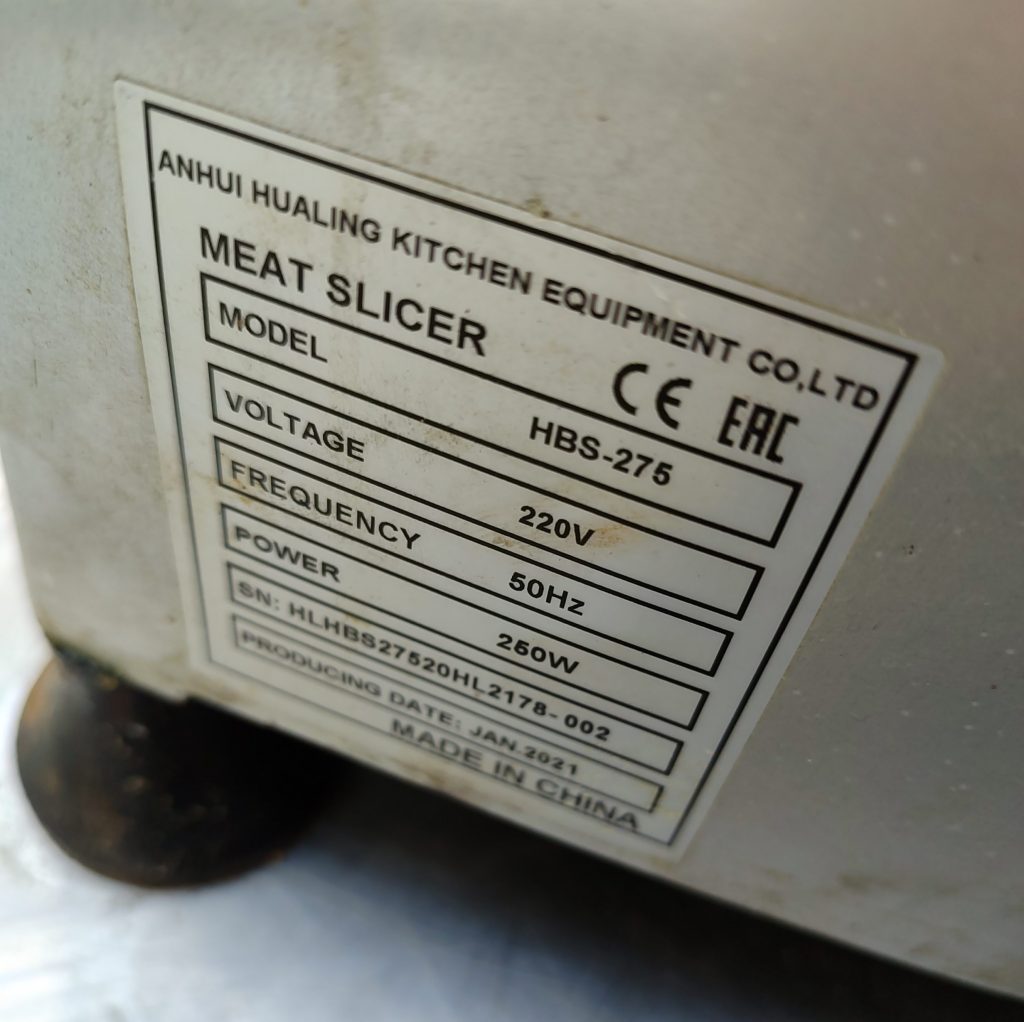 ANHUI HUALING KITCHEN EQUIPMENT CO,LTD
MEAT SLICER
CE EAC
MODEL HBS-275
VOLTAGE 220V
FREQUENCY 50Hz
POWER 250W
SN: HLHBS27520HL2178-002
PRODUCING DATE: JAN.2021
MADE IN CHINA